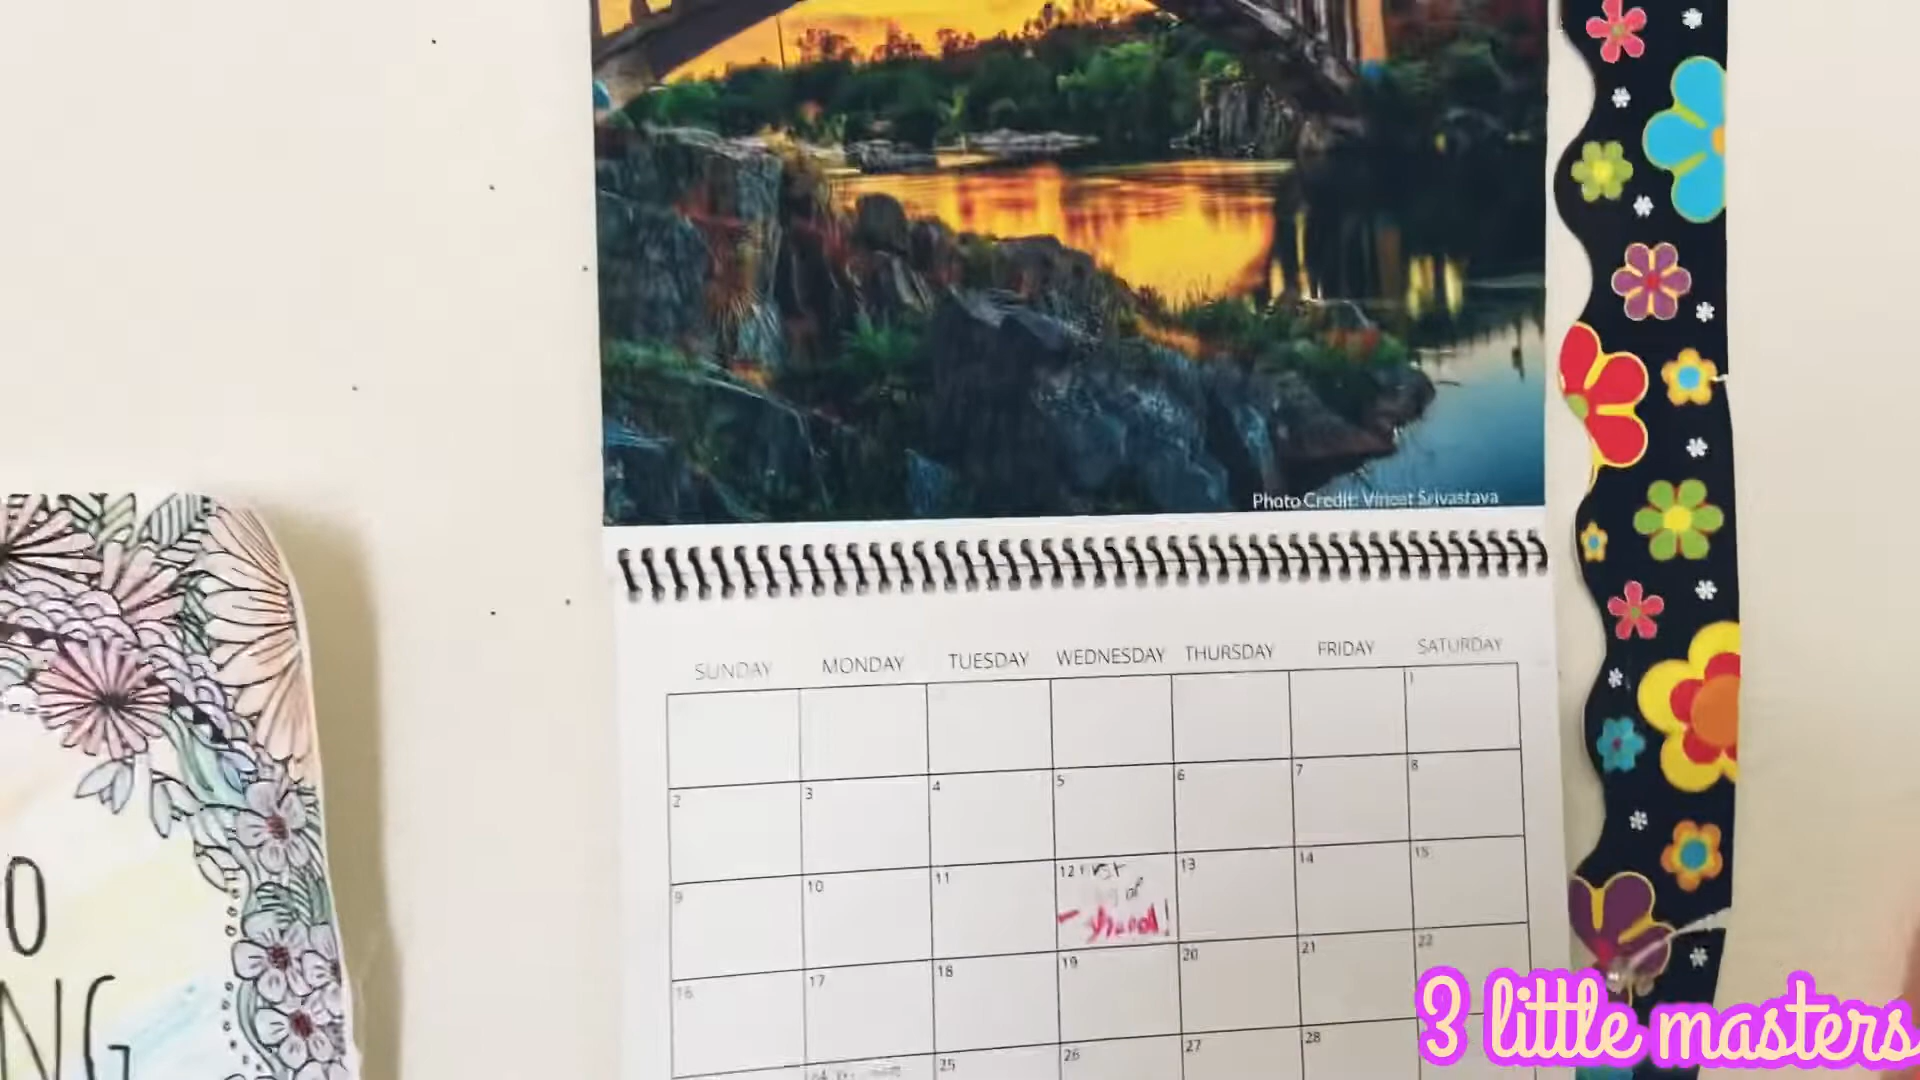 Photo Credit: Vineet Srivastava
SUNDAY MONDAY TUESDAY WEDNESDAY THURSDAY FRIDAY SATURDAY
1
2 3 4 5 6 7 8
9 10 11 12 13 14 15
of
16 17 18 19 20 21 22
25 26 27 28
O
NG
3 little masters